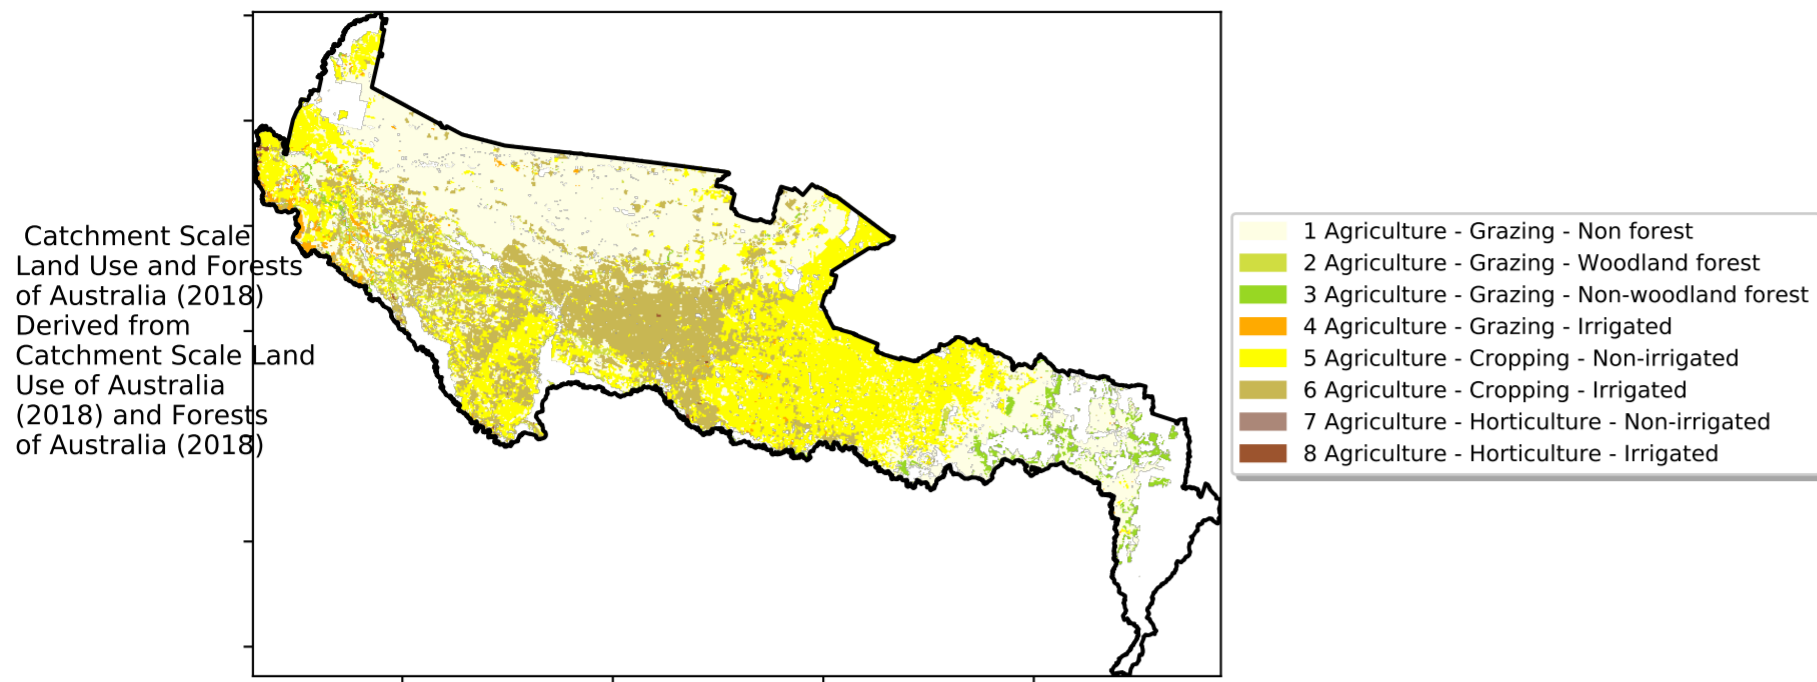 Catchment Scale
Land Use and Forests
of Australia (2018)
Derived from
Catchment Scale Land
Use of Australia
(2018) and Forests
of Australia (2018)
1 Agriculture - Grazing - Non forest
2 Agriculture - Grazing - Woodland forest
3 Agriculture - Grazing - Non-woodland forest
4 Agriculture - Grazing - Irrigated
5 Agriculture - Cropping - Non-irrigated
6 Agriculture - Cropping - Irrigated
7 Agriculture - Horticulture - Non-irrigated
8 Agriculture - Horticulture - Irrigated